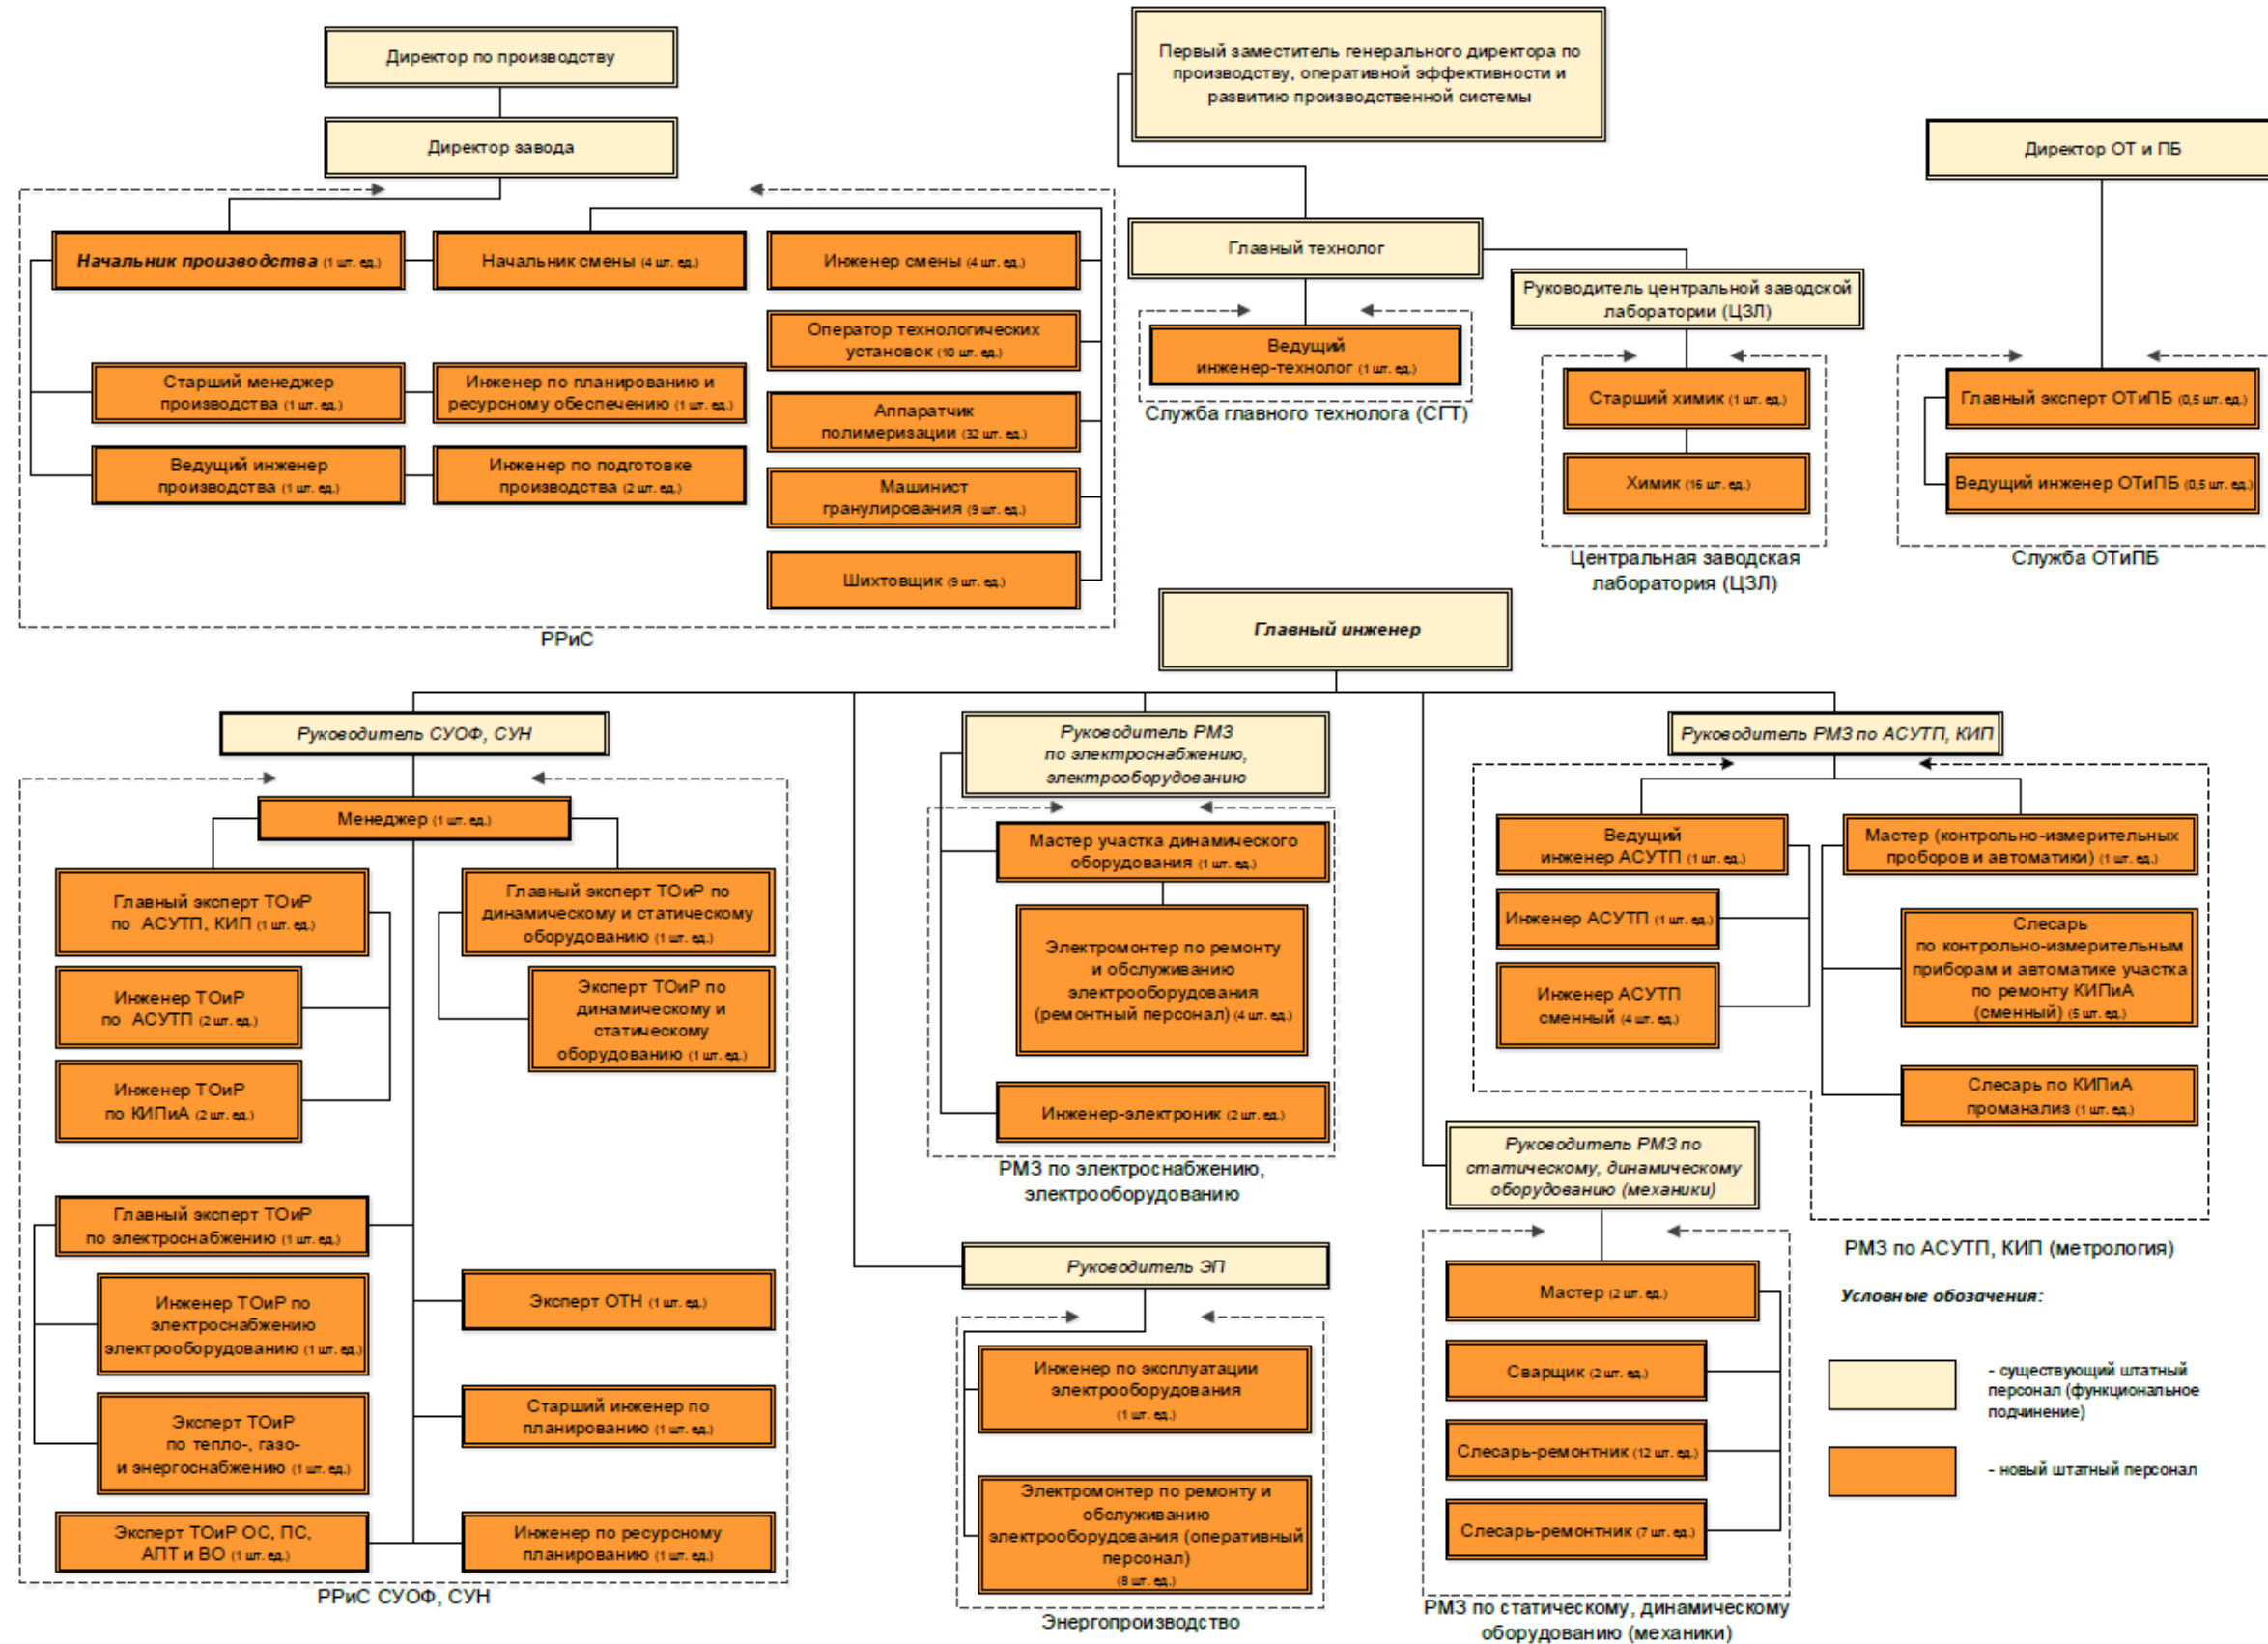 Директор по производству
Директор завода
Первый заместитель генерального директора по
производству, оперативной эффективности и
развитию производственной системы
Директор ОТ и ПБ
Начальник производства (1 шт. ед.)
Начальник смены (4 шт. ед.)
Инженер смены (4 шт. ед.)
Оператор технологических
установок (10 шт. ед.)
Старший менеджер
производства (1 шт. ед.)
Инженер по планированию и
ресурсному обеспечению (1 шт. ед.)
Аппаратчик
полимеризации (32 шт. ед.)
Ведущий инженер
производства (1 шт. ед.)
Инженер по подготовке
производства (2 шт. ед.)
Машинист
гранулирования (9 шт. ед.)
Шихтовщик (9 шт. ед.)
РРиС
Главный технолог
Руководитель центральной заводской
лаборатории (ЦЗЛ)
Ведущий
инженер-технолог (1 шт. ед.)
Служба главного технолога (СГТ)
Старший химик (1 шт. ед.)
Химик (16 шт. ед.)
Центральная заводская
лаборатория (ЦЗЛ)
Главный эксперт ОТиПБ (0,5 шт. ед.)
Ведущий инженер ОТиПБ (0,5 шт. ед.)
Служба ОТиПБ
Главный инженер
Руководитель СУОФ, СУН
Менеджер (1 шт. ед.)
Главный эксперт ТОиР
по АСУТП, КИП (1 шт. ед.)
Инженер ТОиР
по АСУТП (2 шт. ед.)
Инженер ТОиР
по КИПиА (2 шт. ед.)
Главный эксперт ТОиР по
динамическому и статическому
оборудованию (1 шт. ед.)
Эксперт ТОиР по
динамическому и
статическому
оборудованию (1 шт. ед.)
Главный эксперт ТОиР
по электроснабжению (1 шт. ед.)
Инженер ТОиР по
электроснабжению
электрооборудованию (1 шт. ед.)
Эксперт ТОиР
по тепло-, газо-
и энергоснабжению (1 шт. ед.)
Эксперт ТОиР ОС, ПС,
АПТ и ВО (1 шт. ед.)
Эксперт ОТН (1 шт. ед.)
Старший инженер по
планированию (1 шт. ед.)
Инженер по ресурсному
планированию (1 шт. ед.)
РРиС СУОФ, СУН
Руководитель РМЗ
по электроснабжению,
электрооборудованию
Мастер участка динамического
оборудования (1 шт. ед.)
Электромонтер по ремонту
и обслуживанию
электрооборудования
(ремонтный персонал) (4 шт. ед.)
Инженер-электроник (2 шт. ед.)
РМЗ по электроснабжению,
электрооборудованию
Руководитель ЭП
Инженер по эксплуатации
электрооборудования
(1 шт. ед.)
Электромонтер по ремонту и
обслуживанию
электрооборудования (оперативный
персонал)
(8 шт. ед.)
Энергопроизводство
Руководитель РМЗ по АСУТП, КИП
Ведущий
инженер АСУТП (1 шт. ед.)
Инженер АСУТП (1 шт. ед.)
Инженер АСУТП
сменный (4 шт. ед.)
Мастер (контрольно-измерительных
проборов и автоматики) (1 шт. ед.)
Слесарь
по контрольно-измерительным
приборам и автоматике участка
по ремонту КИПиА
(сменный) (5 шт. ед.)
Слесарь по КИПиА
проманализ (1 шт. ед.)
РМЗ по АСУТП, КИП (метрология)
Руководитель РМЗ по
статическому, динамическому
оборудованию (механики)
Мастер (2 шт. ед.)
Сварщик (2 шт. ед.)
Слесарь-ремонтник (12 шт. ед.)
Слесарь-ремонтник (7 шт. ед.)
РМЗ по статическому, динамическому
оборудованию (механики)
Условные обозачения:
- существующий штатный
персонал (функциональное
подчинение)
- новый штатный персонал